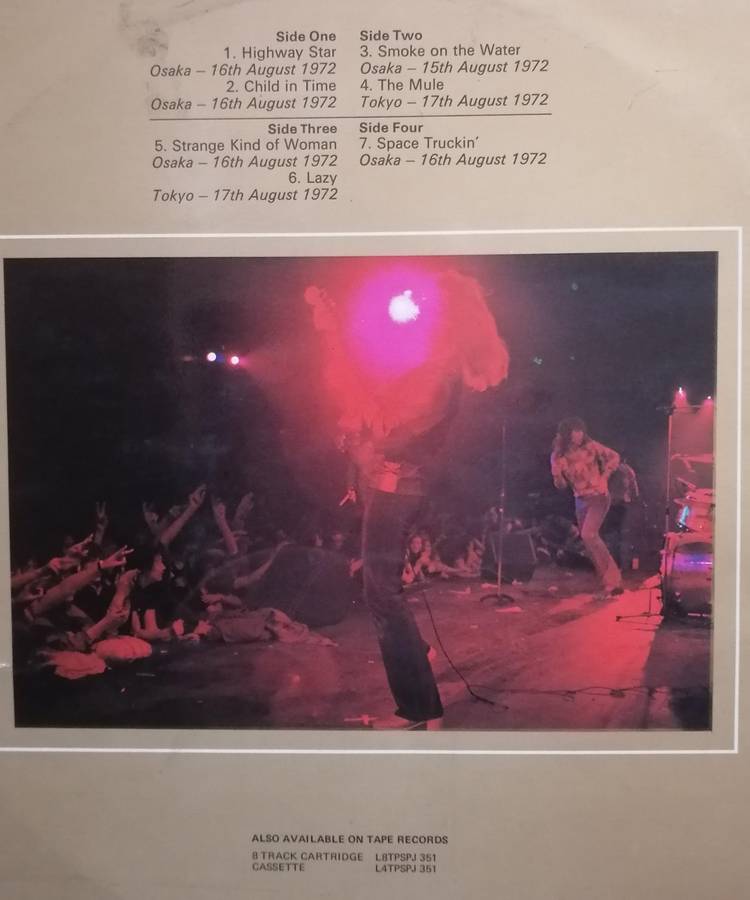 Side One
1. Highway Star
Osaka – 16th August 1972
2. Child in Time
Osaka – 16th August 1972
Side Two
3. Smoke on the Water
Osaka – 15th August 1972
4. The Mule
Tokyo – 17th August 1972
Side Three
5. Strange Kind of Woman
Osaka – 16th August 1972
6. Lazy
Tokyo – 17th August 1972
Side Four
7. Space Truckin'
Osaka – 16th August 1972
ALSO AVAILABLE ON TAPE RECORDS
8 TRACK CARTRIDGE L8TPSPJ 351
CASSETTE L4TPSPJ 351